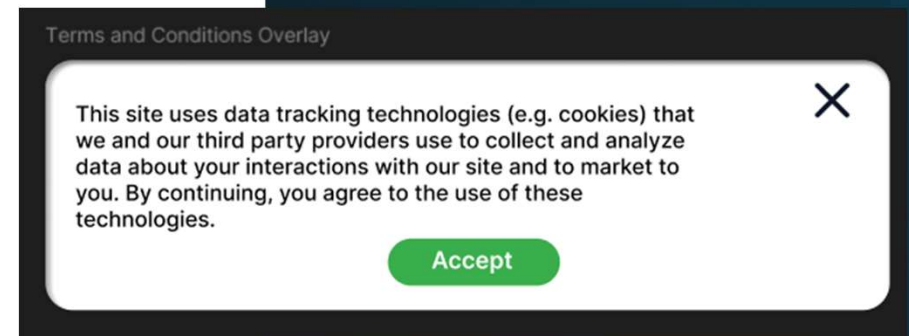 Terms and Conditions Overlay
This site uses data tracking technologies (e.g. cookies) that
we and our third party providers use to collect and analyze
data about your interactions with our site and to market to
you. By continuing, you agree to the use of these
technologies.
Accept